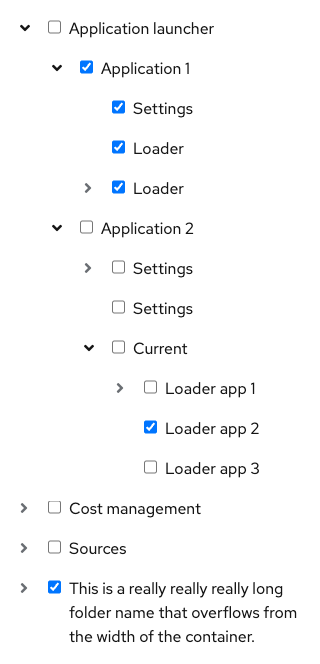 Application launcher
Application 1
Settings
Loader
Loader
Application 2
Settings
Settings
Current
Loader app 1
Loader app 2
Loader app 3
Cost management
Sources
This is a really really really long
folder name that overflows from
the width of the container.